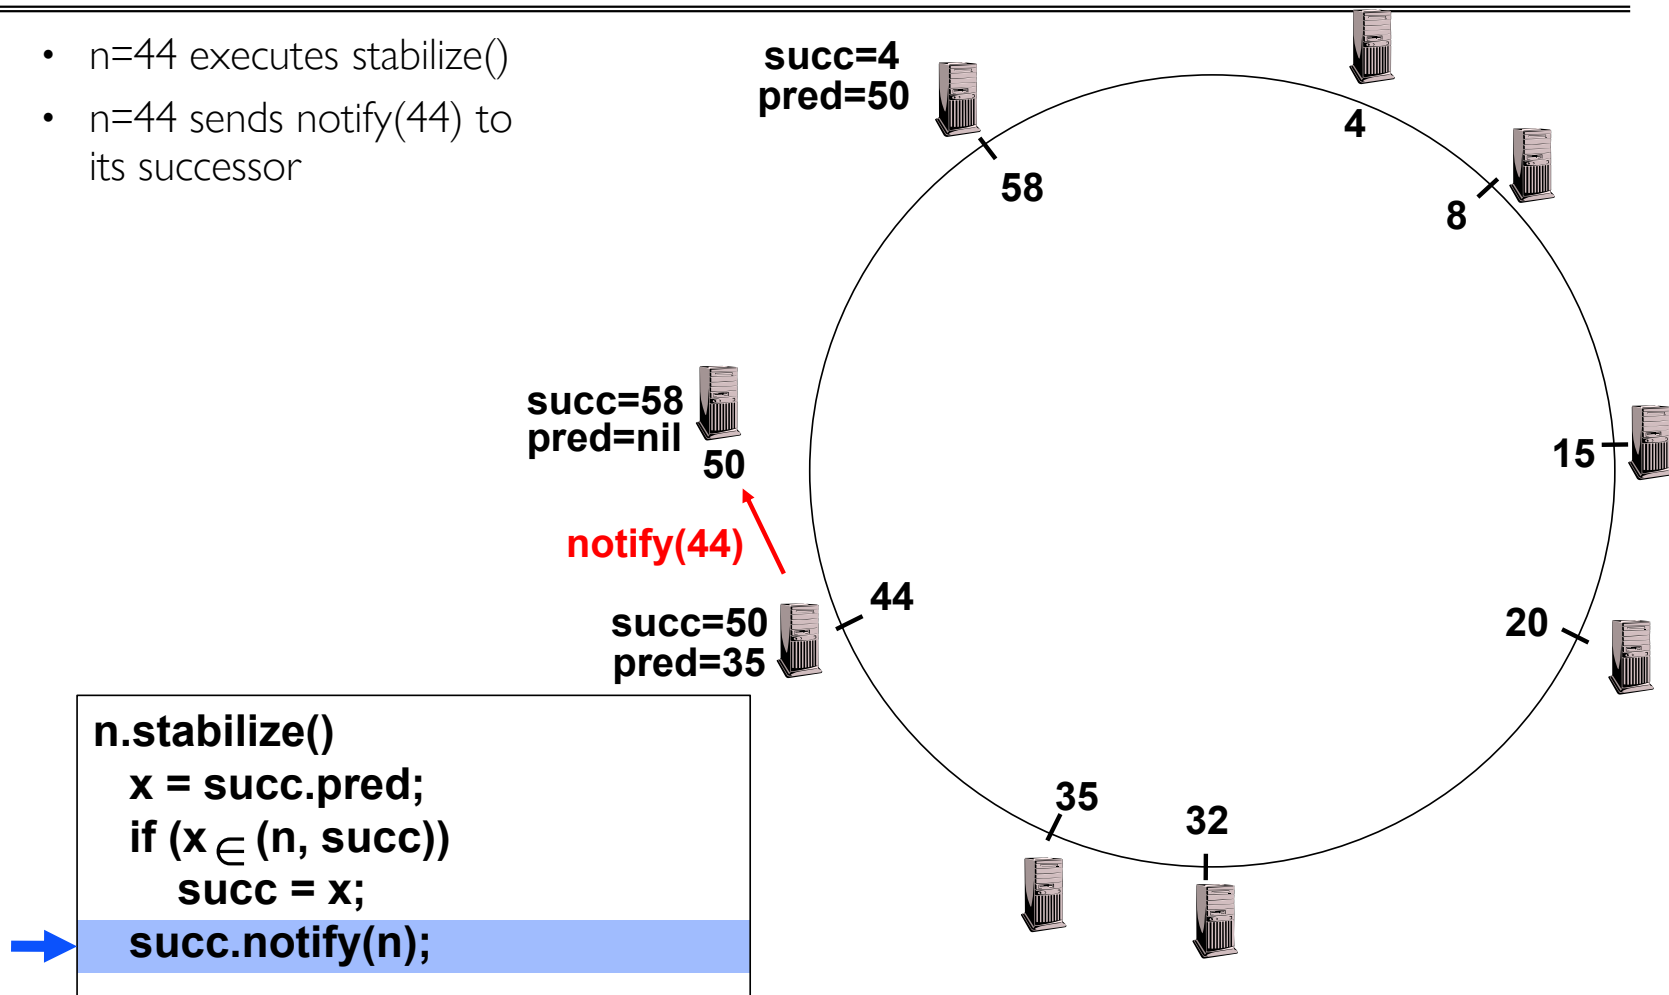 • n=44 executes stabilize()
• n=44 sends notify(44) to
its successor
succ=4
pred=50
58
4
8
15
20
32
35
44
succ=58
pred=nil
50
notify(44)
succ=50
pred=35
n.stabilize()
x = succ.pred;
if (x ∈ (n, succ))
succ = x;
succ.notify(n);